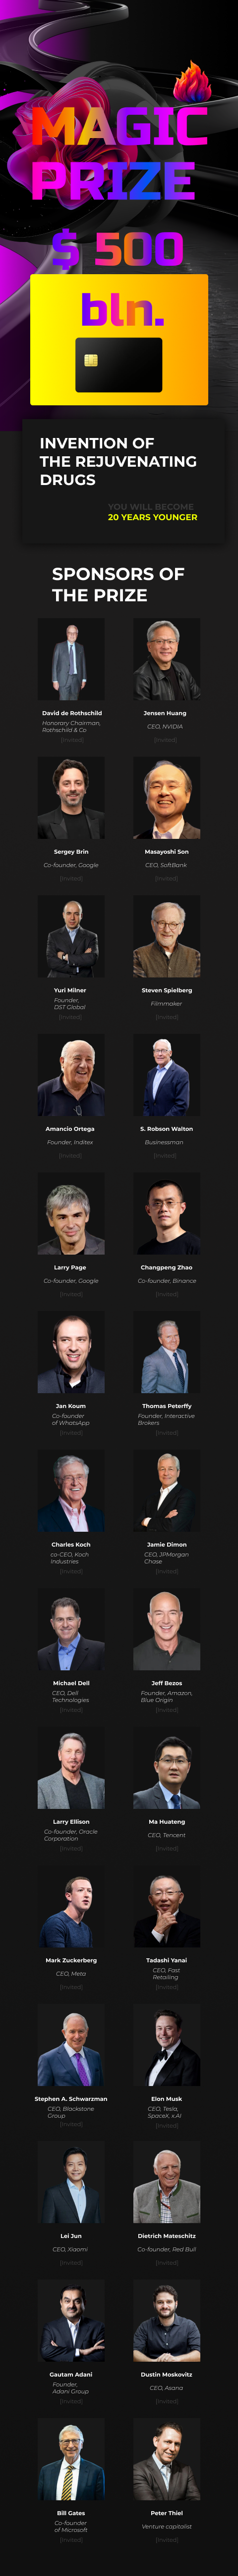 MAGIC
PRIZE
$ 500
bln.
INVENTION OF
THE REJUVENATING
DRUGS
YOU WILL BECOME
20 YEARS YOUNGER
SPONSORS OF
THE PRIZE
David de Rothschild
Honorary Chairman,
Rothschild & Co
(invited)
Jensen Huang
CEO, NVIDIA
(invited)
Sergey Brin
Co-founder, Google
(invited)
Masayoshi Son
CEO, SoftBank
(invited)
Yuri Milner
Founder,
DST Global
(invited)
Steven Spielberg
Filmmaker
(invited)
Amancio Ortega
Founder, Inditex
(invited)
S. Robson Walton
Businessman
(invited)
Larry Page
Co-founder, Google
(invited)
Changpeng Zhao
Co-founder, Binance
(invited)
Jan Koum
Co-founder
of WhatsApp
(invited)
Thomas Peterffy
Founder, Interactive
Brokers
(invited)
Charles Koch
co-CEO, Koch
Industries
(invited)
Jamie Dimon
CEO, JPMorgan
Chase
(invited)
Michael Dell
CEO, Dell
Technologies
(invited)
Jeff Bezos
Founder, Amazon,
Blue Origin
(invited)
Larry Ellison
Co-founder, Oracle
Corporation
(invited)
Ma Huateng
CEO, Tencent
(invited)
Mark Zuckerberg
CEO, Meta
(invited)
Tadashi Yanai
CEO, Fast
Retailing
(invited)
Stephen A. Schwarzman
CEO, Blackstone
Group
(invited)
Elon Musk
CEO, Tesla,
SpaceX, x.AI
(invited)
Lei Jun
CEO, Xiaomi
(invited)
Dietrich Mateschitz
Co-founder, Red Bull
(invited)
Gautam Adani
Founder,
Adani Group
(invited)
Dustin Moskovitz
CEO, Asana
(invited)
Bill Gates
Co-founder
of Microsoft
(invited)
Peter Thiel
Venture capitalist
(invited)